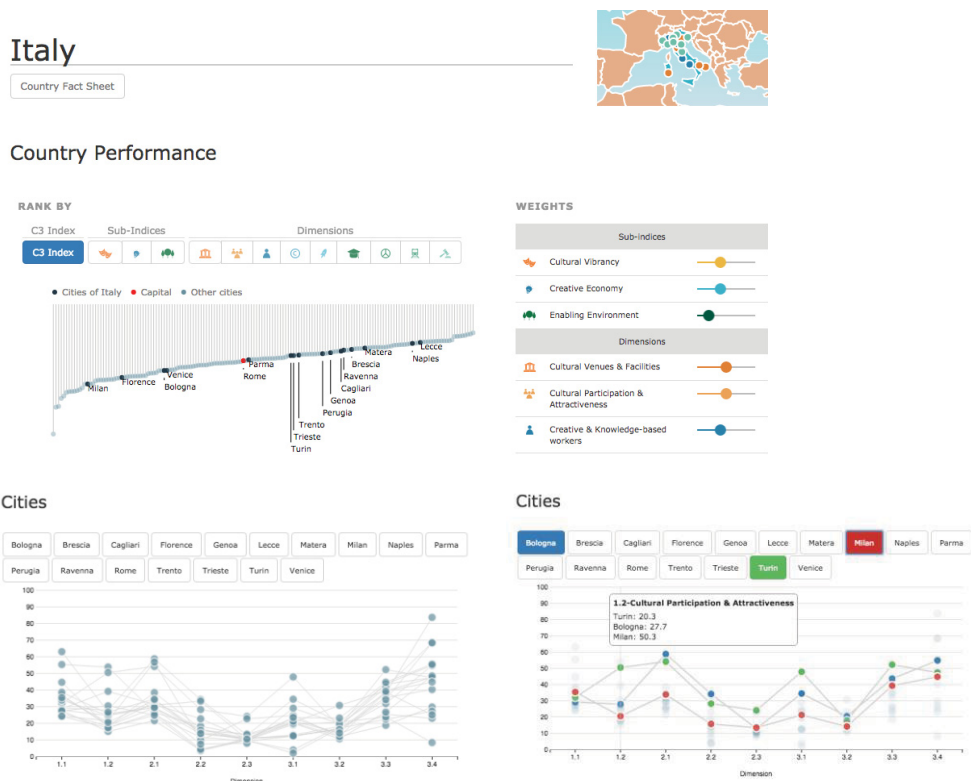 Italy
Country Fact Sheet
Country Performance
RANK BY
C3 Index Sub-Indices Dimensions
C3 Index
Cities of Italy Capital Other cities
Milan
Florence
Venice
Bologna
Parma
Rome
Turin
Trieste
Trento
Perugia
Genoa
Cagliari
Ravenna
Brescia
Matera
Lecce
Naples
WEIGHTS
Sub-indices
Cultural Vibrancy
Creative Economy
Enabling Environment
Dimensions
Cultural Venues & Facilities
Cultural Participation &
Attractiveness
Creative & Knowledge-based
workers
Cities
Bologna Brescia Cagliari Florence Genoa Lecce Matera Milan Naples Parma
Perugia Ravenna Rome Trento Trieste Turin Venice
100
90
80
70
60
50
40
30
20
10
0
1.1 1.2 2.1 2.2 2.3 3.1 3.2 3.3 3.4
Dimension
Cities
Bologna Brescia Cagliari Florence Genoa Lecce Matera Milan Naples Parma
Perugia Ravenna Rome Trento Trieste Turin Venice
1.2-Cultural Participation & Attractiveness
Turin: 20.3
Bologna: 27.7
Milan: 50.3
100
90
80
70
60
50
40
30
20
10
0
1.1 1.2 2.1 2.2 2.3 3.1 3.2 3.3 3.4
Dimension